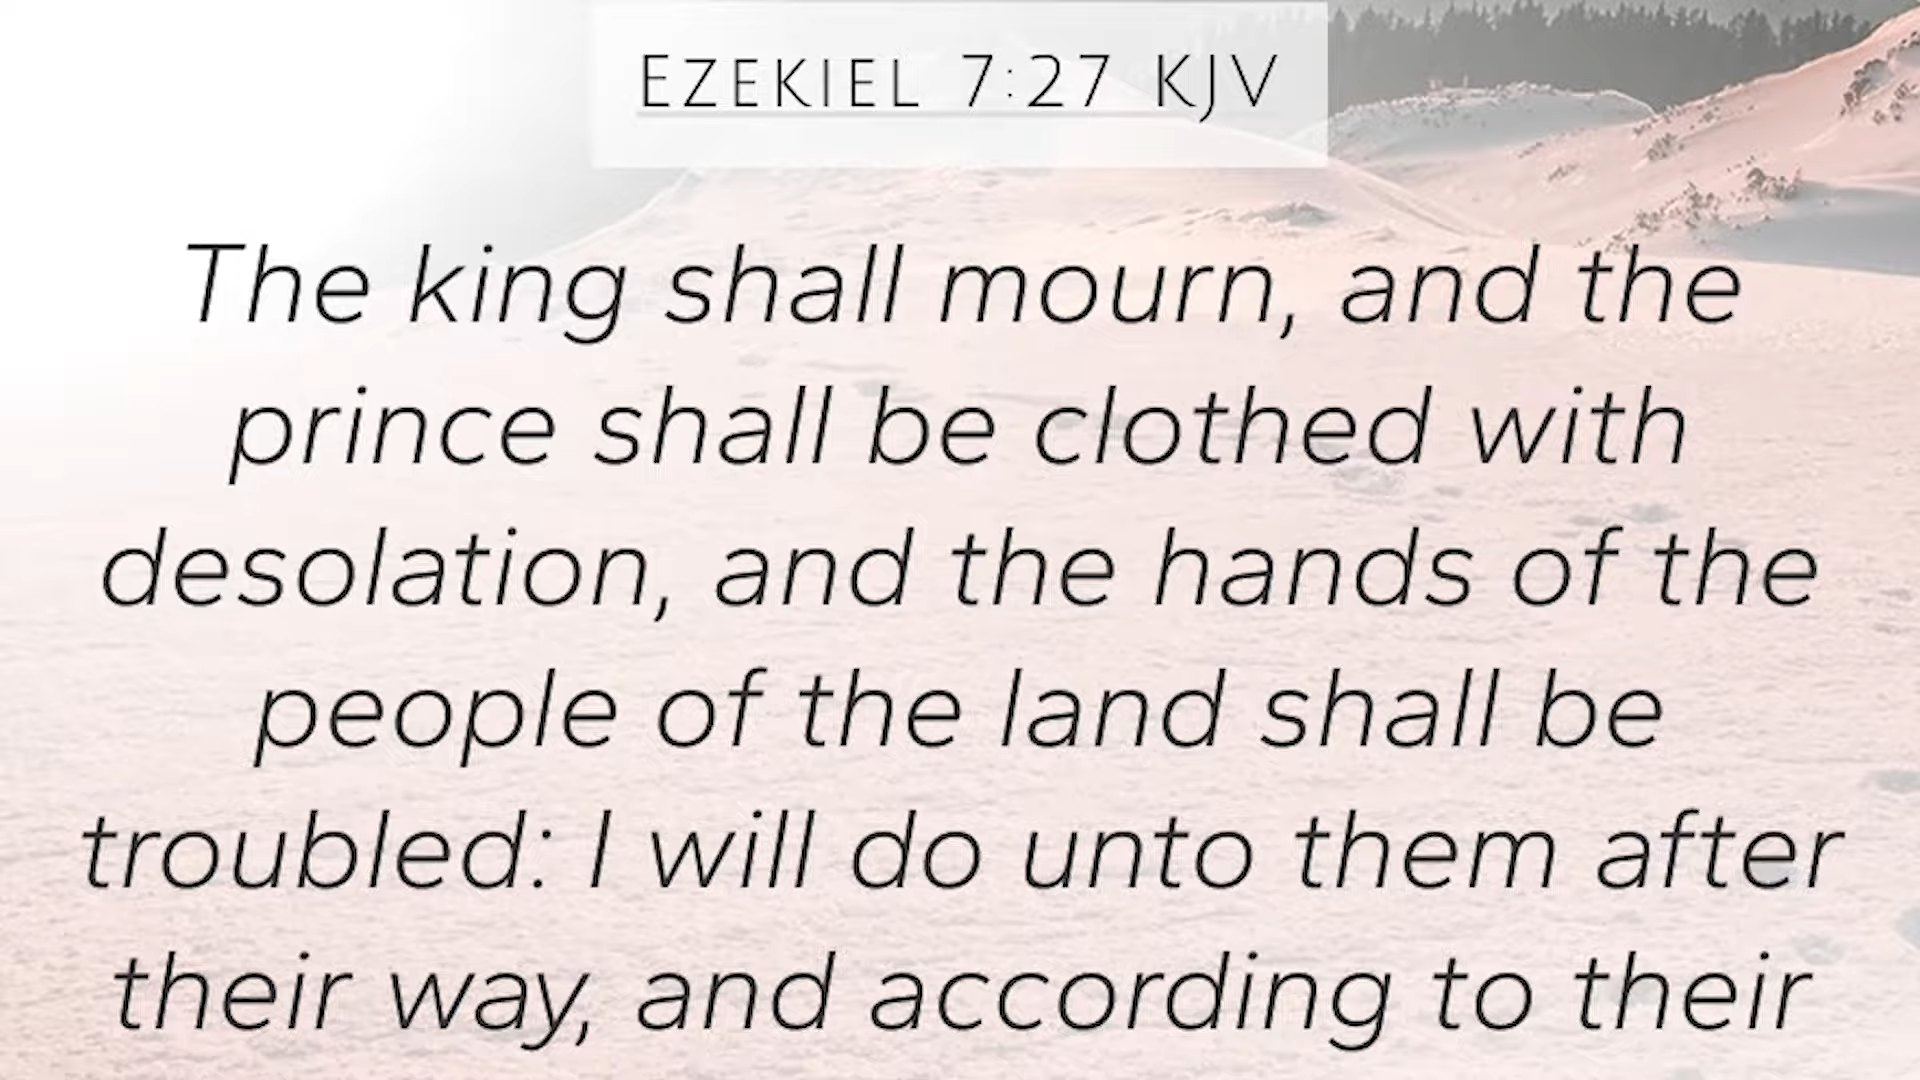 EZEKIEL 7:27 KJV
The king shall mourn, and the
prince shall be clothed with
desolation, and the hands of the
people of the land shall be
troubled: I will do unto them after
their way, and according to their